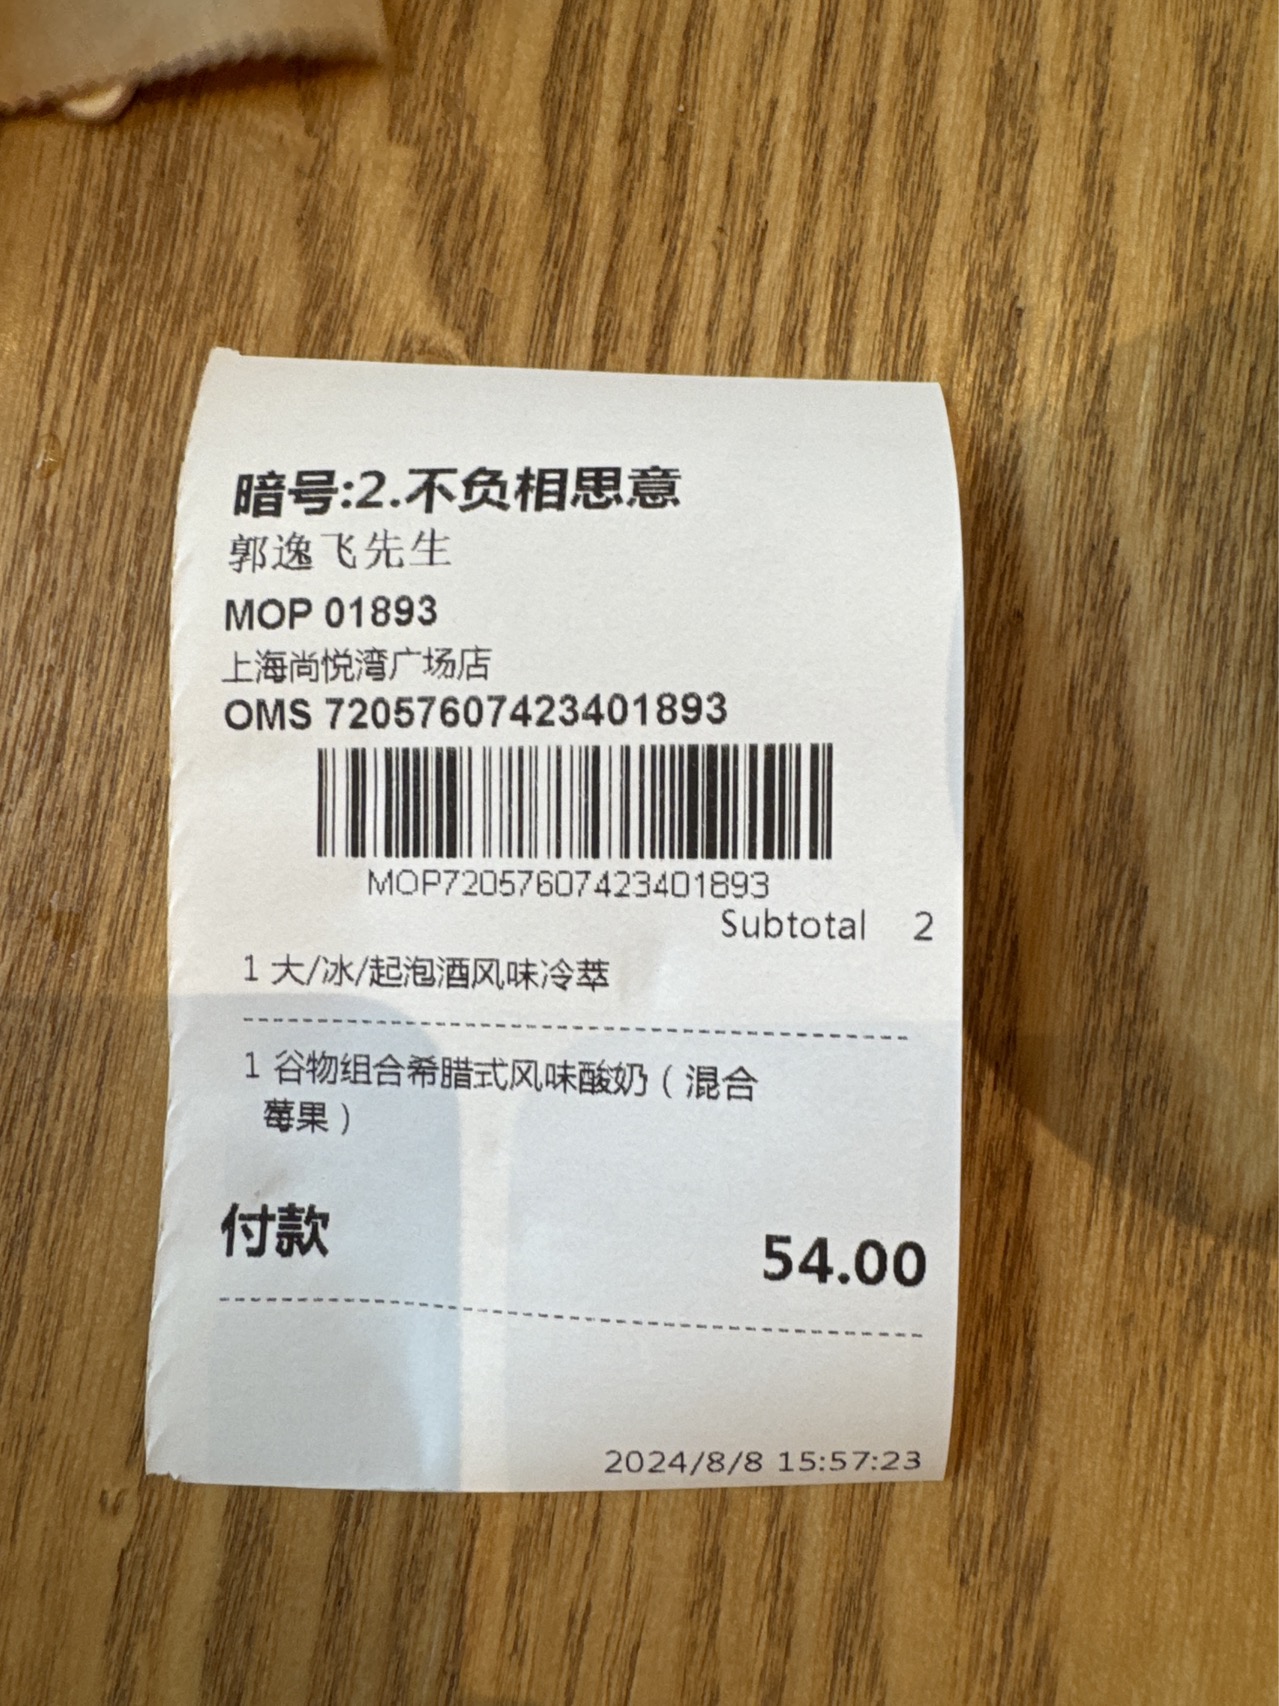 暗号:2.不负相思意
郭逸飞先生
MOP 01893
上海尚悦湾广场店
OMS 72057607423401893
MOP72057607423401893
Subtotal 2
1 大/冰/起泡酒风味冷萃
1 谷物组合希腊式风味酸奶（混合
莓果）
付款 54.00
2024/8/8 15:57:23